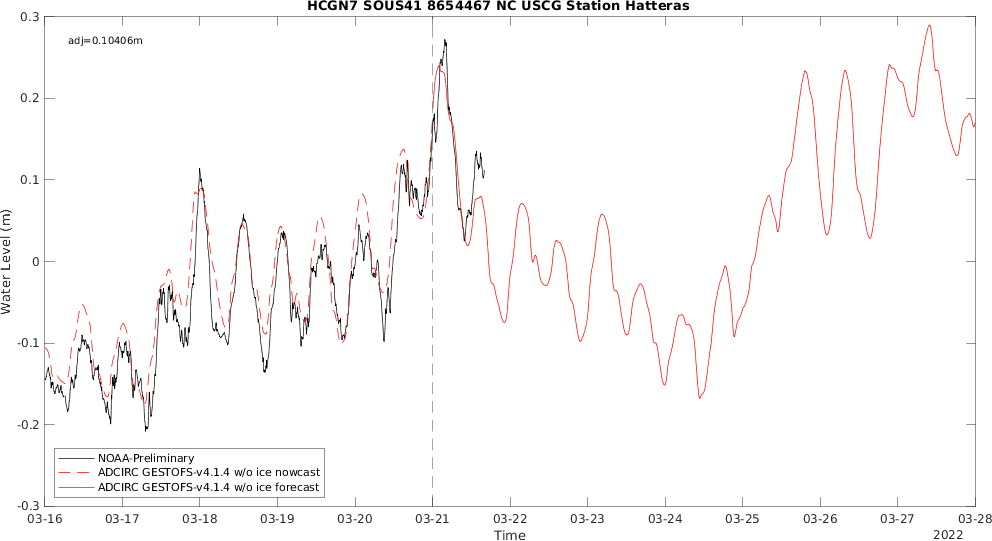 HCGN7 SOUS41 8654467 NC USCG Station Hatteras
adj=0.10406m
0.3
0.2
0.1
0
-0.1
-0.2
-0.3
Water Level (m)
NOAA-Preliminary
ADCIRC GESTOFS-v4.1.4 w/o ice nowcast
ADCIRC GESTOFS-v4.1.4 w/o ice forecast
03-16 03-17 03-18 03-19 03-20 03-21 03-22 03-23 03-24 03-25 03-26 03-27 03-28
Time
2022